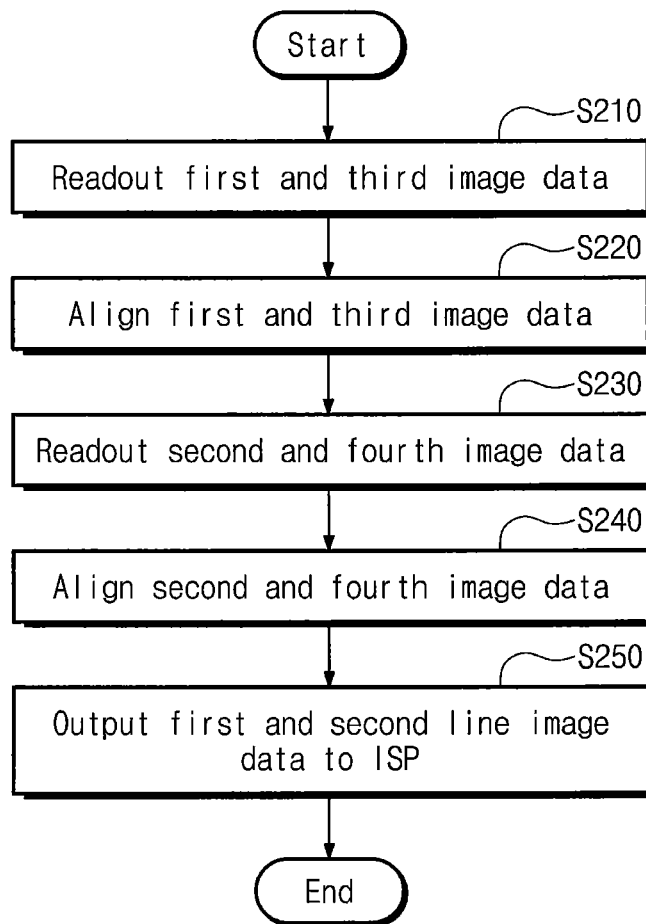 Start
S210
Readout first and third image data
S220
Align first and third image data
S230
Readout second and fourth image data
S240
Align second and fourth image data
S250
Output first and second line image
data to ISP
End